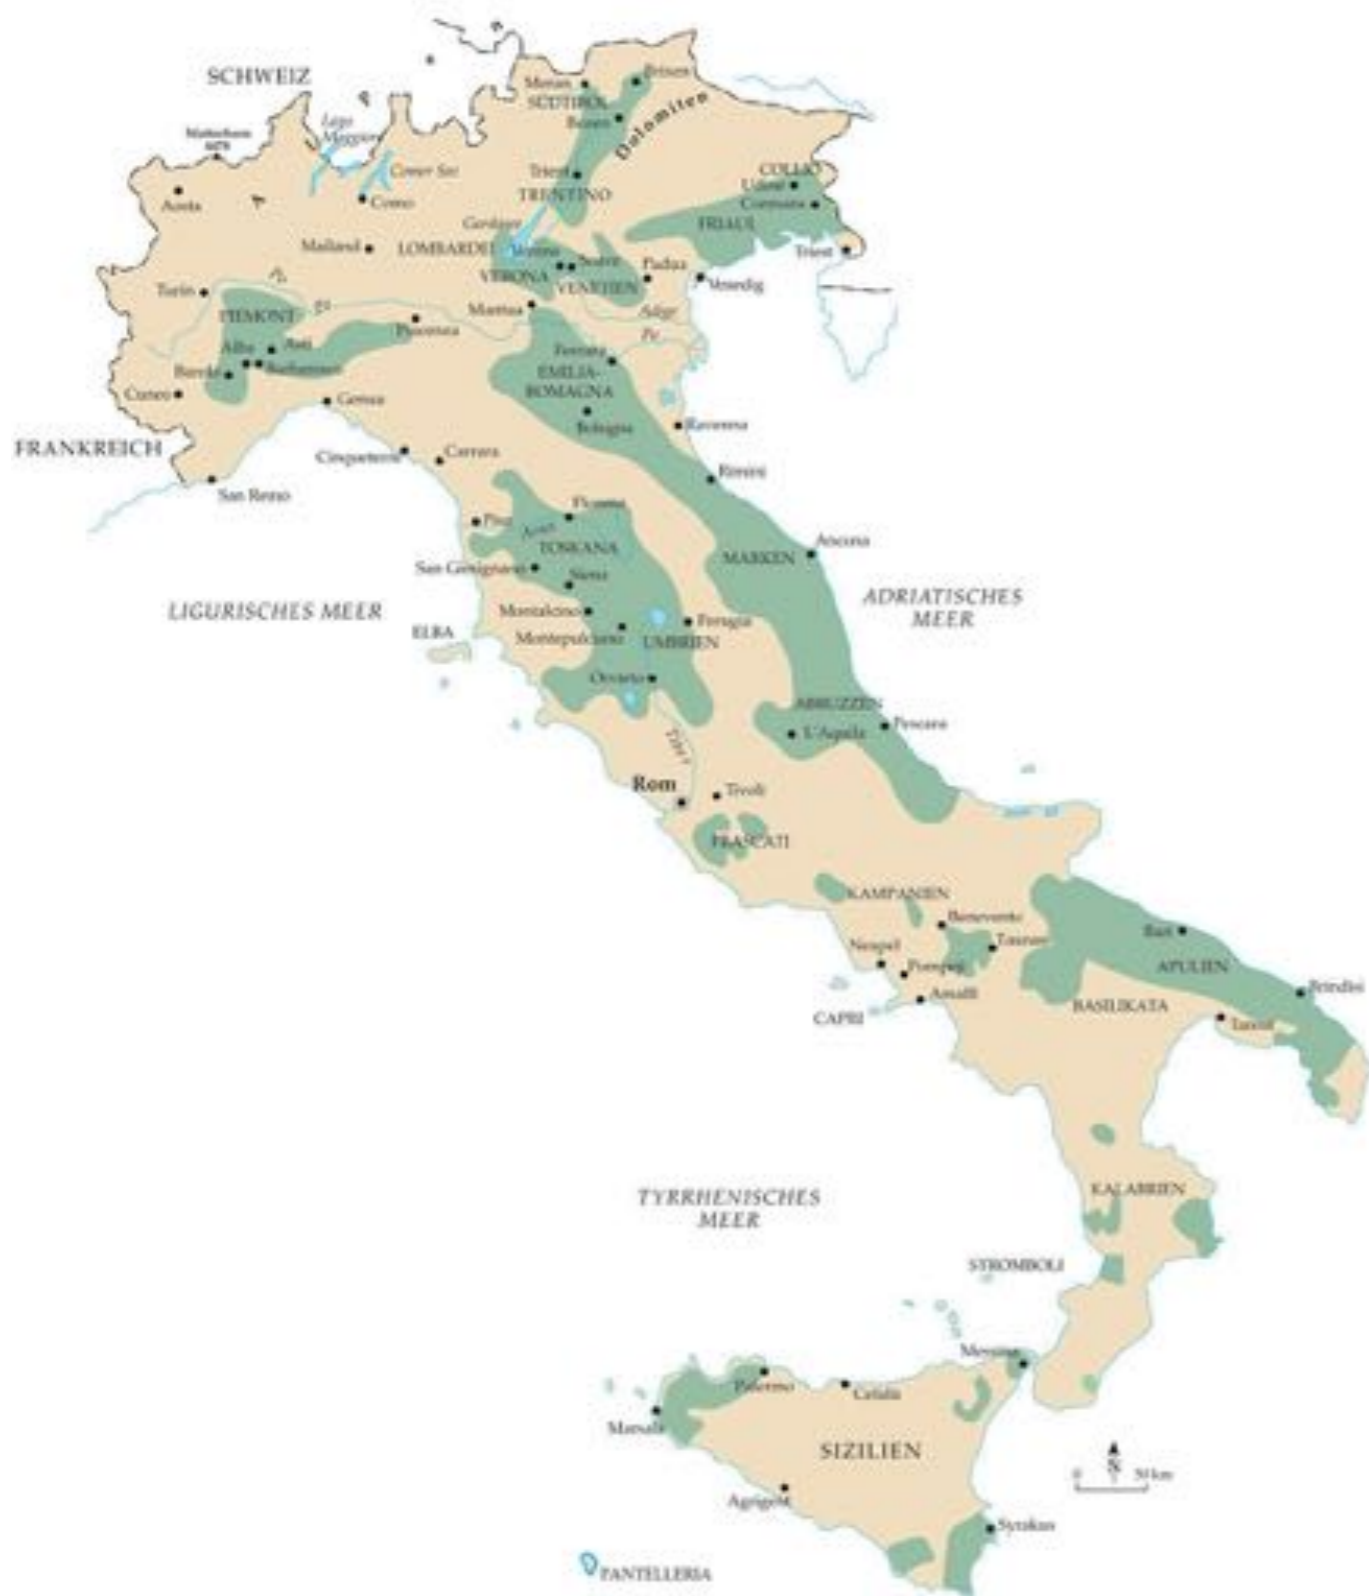 SCHWEIZ
Meran
Brixen
SÜDTIROL
Bozen
Dolomiten
Matterhorn
Lago
Maggiore
Comer See
Trient
TRENTINO
COLLIO
Udine
Cormons
FRIAUL
Triest
Aosta
Como
Gardasee
Mailand
LOMBARDEI
Verona
Soave
Padua
VERONA
VENETIEN
Venedig
Turin
Po
PIEMONT
Po
Mantua
Adige
Po
Piacenza
Alba
Asti
Ferrara
Barolo
Barbaresco
EMILIA-
ROMAGNA
Cuneo
Genua
Bologna
Ravenna
FRANKREICH
Cinqueterre
Carrara
Rimini
San Remo
Florenz
Pisa
Arno
TOSKANA
Ancona
MARKEN
San Gimignano
Siena
LIGURISCHES MEER
ADRIATISCHES
MEER
Montalcino
Perugia
ELBA
Montepulciano
UMBRIEN
Orvieto
ABRUZZEN
Pescara
L'Aquila
Tiber
Rom
Tivoli
FRASCATI
KAMPANIEN
Benevento
Bari
Neapel
Taurasi
Pompeji
APULIEN
Amalfi
Brindisi
CAPRI
BASILIKATA
Tarent
TYRRHENISCHES
MEER
KALABRIEN
STROMBOLI
Messina
Palermo
Cefalù
Marsala
SIZILIEN
N
0
50 km
Agrigent
Syrakus
PANTELLERIA